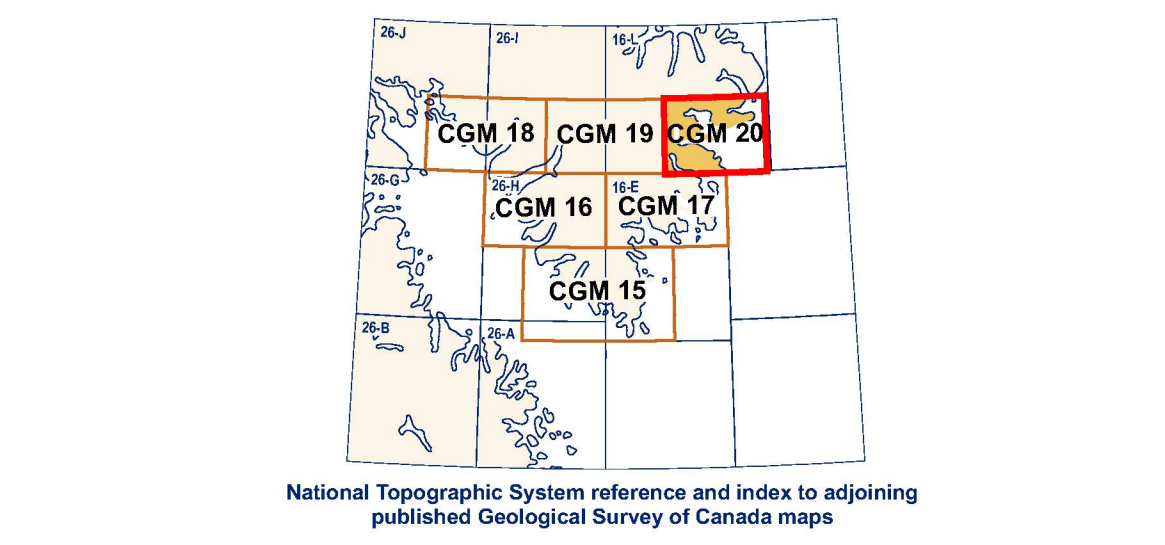 26-J
26-I
16-L
CGM 18
CGM 19
CGM 20
26-G
26-H
16-E
CGM 16
CGM 17
CGM 15
26-B
26-A
National Topographic System reference and index to adjoining
published Geological Survey of Canada maps